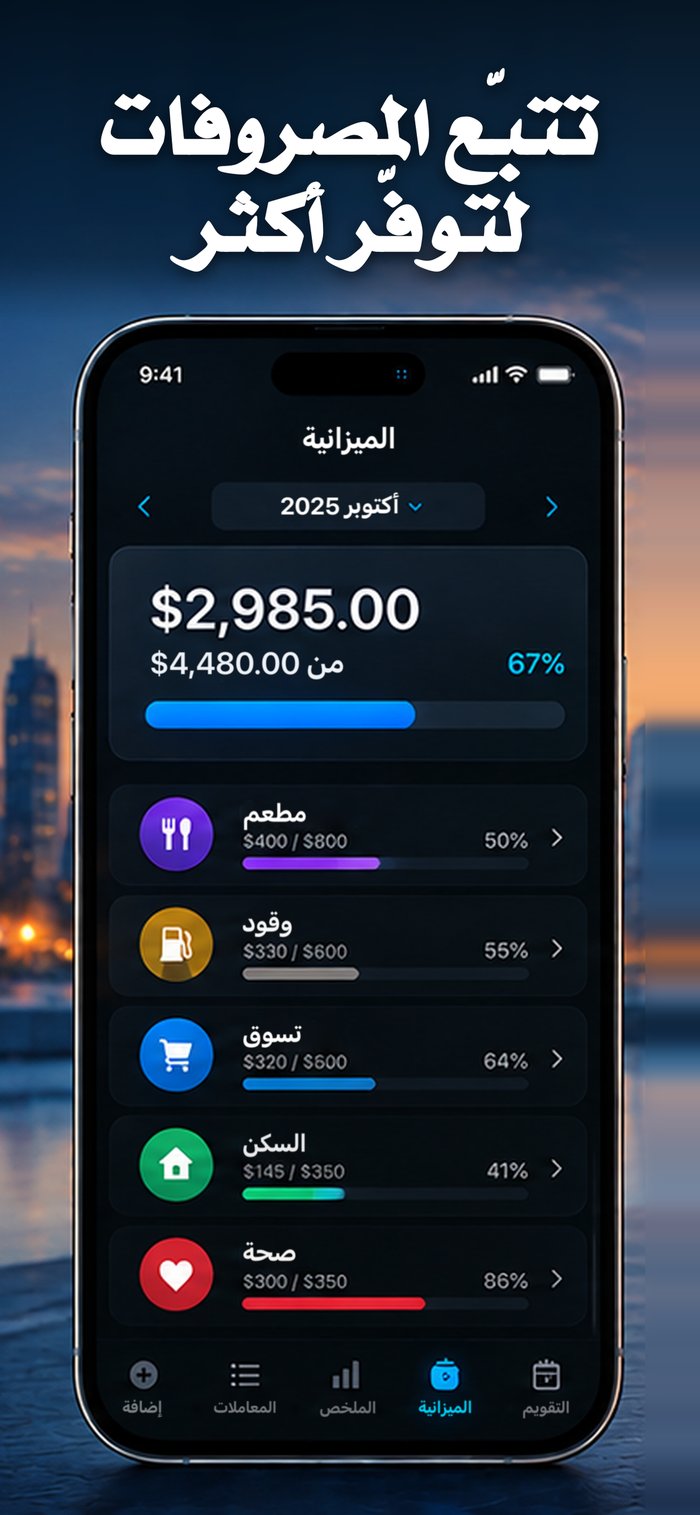 تتبّع المصروفات
لتوفّر أكثر
9:41
الميزانية
أكتوبر 2025
$2,985.00
من $4,480.00
67%
مطعم
$400 / $800
50%
وقود
$330 / $600
55%
تسوق
$320 / $600
64%
السكن
$145 / $350
41%
صحة
$300 / $350
86%
إضافة
المعاملات
الملخص
الميزانية
التقويم